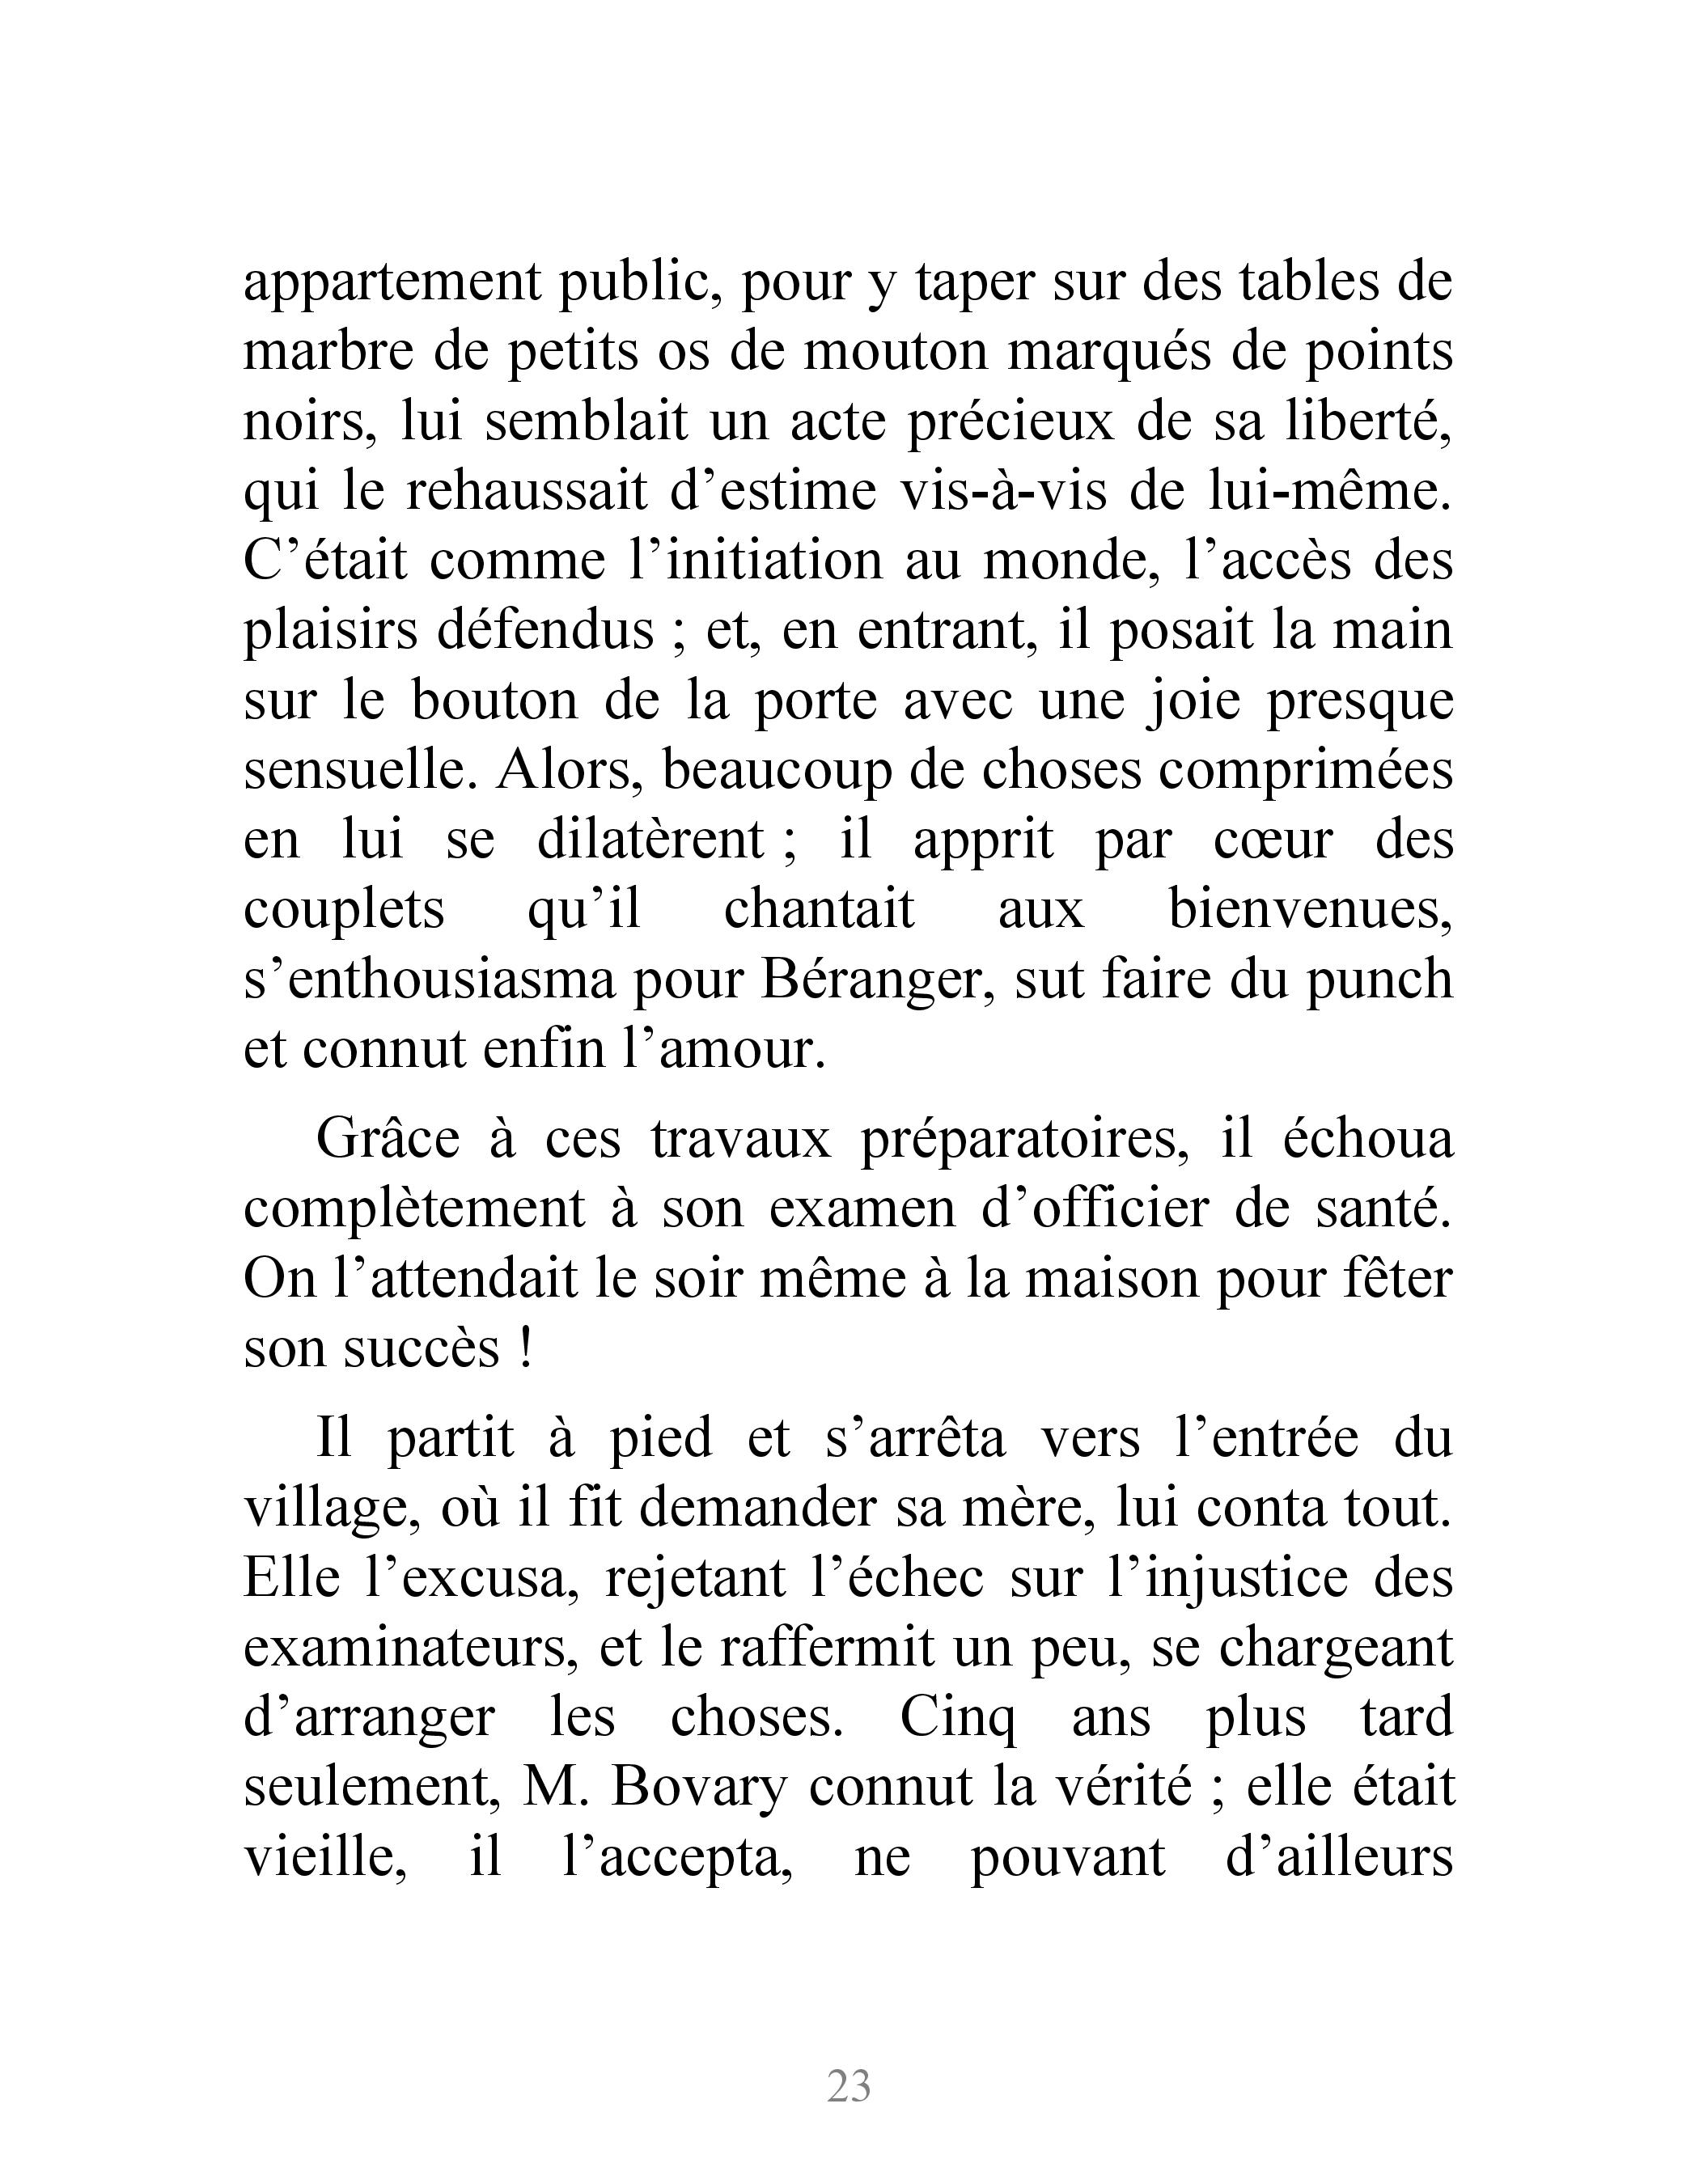 appartement public, pour y taper sur des tables de
marbre de petits os de mouton marqués de points
noirs, lui semblait un acte précieux de sa liberté,
qui le rehaussait d’estime vis-à-vis de lui-même.
C’était comme l’initiation au monde, l’accès des
plaisirs défendus ; et, en entrant, il posait la main
sur le bouton de la porte avec une joie presque
sensuelle. Alors, beaucoup de choses comprimées
en lui se dilatèrent ; il apprit par cœur des
couplets qu’il chantait aux bienvenues,
s’enthousiasma pour Béranger, sut faire du punch
et connut enfin l’amour.
Grâce à ces travaux préparatoires, il échoua
complètement à son examen d’officier de santé.
On l’attendait le soir même à la maison pour fêter
son succès !
Il partit à pied et s’arrêta vers l’entrée du
village, où il fit demander sa mère, lui conta tout.
Elle l’excusa, rejetant l’échec sur l’injustice des
examinateurs, et le raffermit un peu, se chargeant
d’arranger les choses. Cinq ans plus tard
seulement, M. Bovary connut la vérité ; elle était
vieille, il l’accepta, ne pouvant d’ailleurs
23